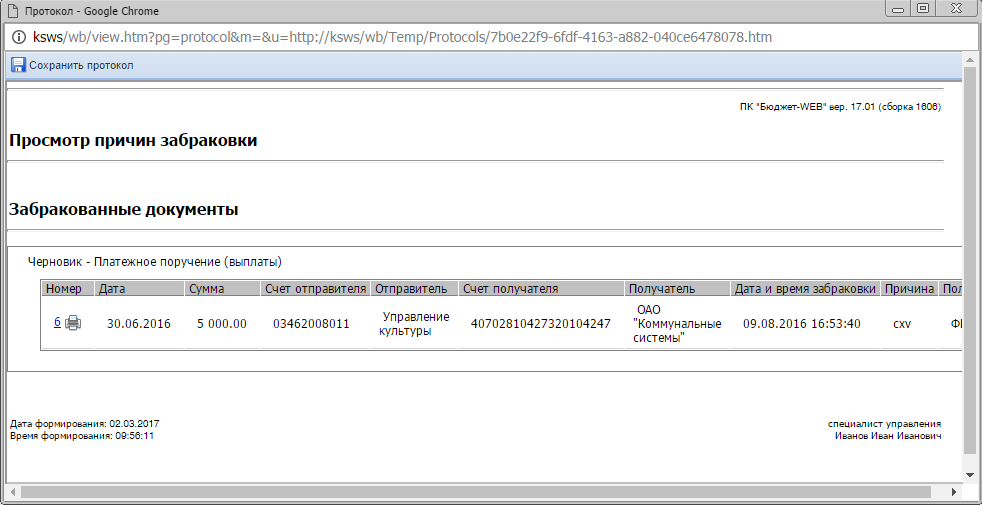 Протокол - Google Chrome
ksws/wb/view.htm?pg=protocol&m=&u=http://ksws/wb/Temp/Protocols/7b0e22f9-6fdf-4163-a882-040ce6478078.htm
Сохранить протокол
ПК "Бюджет-WEB" вер. 17.01 (сборка 1606)
Просмотр причин забраковки
Забракованные документы
Черновик - Платежное поручение (выплаты)
Номер Дата Сумма Счет отправителя Отправитель Счет получателя Получатель Дата и время забраковки Причина Пол
6 30.06.2016 5 000.00 03462008011 Управление культуры 40702810427320104247 ОАО "Коммунальные системы" 09.08.2016 16:53:40 cxv
Дата формирования: 02.03.2017
Время формирования: 09:56:11
специалист управления
Иванов Иван Иванович